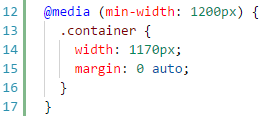 12 @media (min-width: 1200px) {
13 .container {
14 width: 1170px;
15 margin: 0 auto;
16 }
17 }